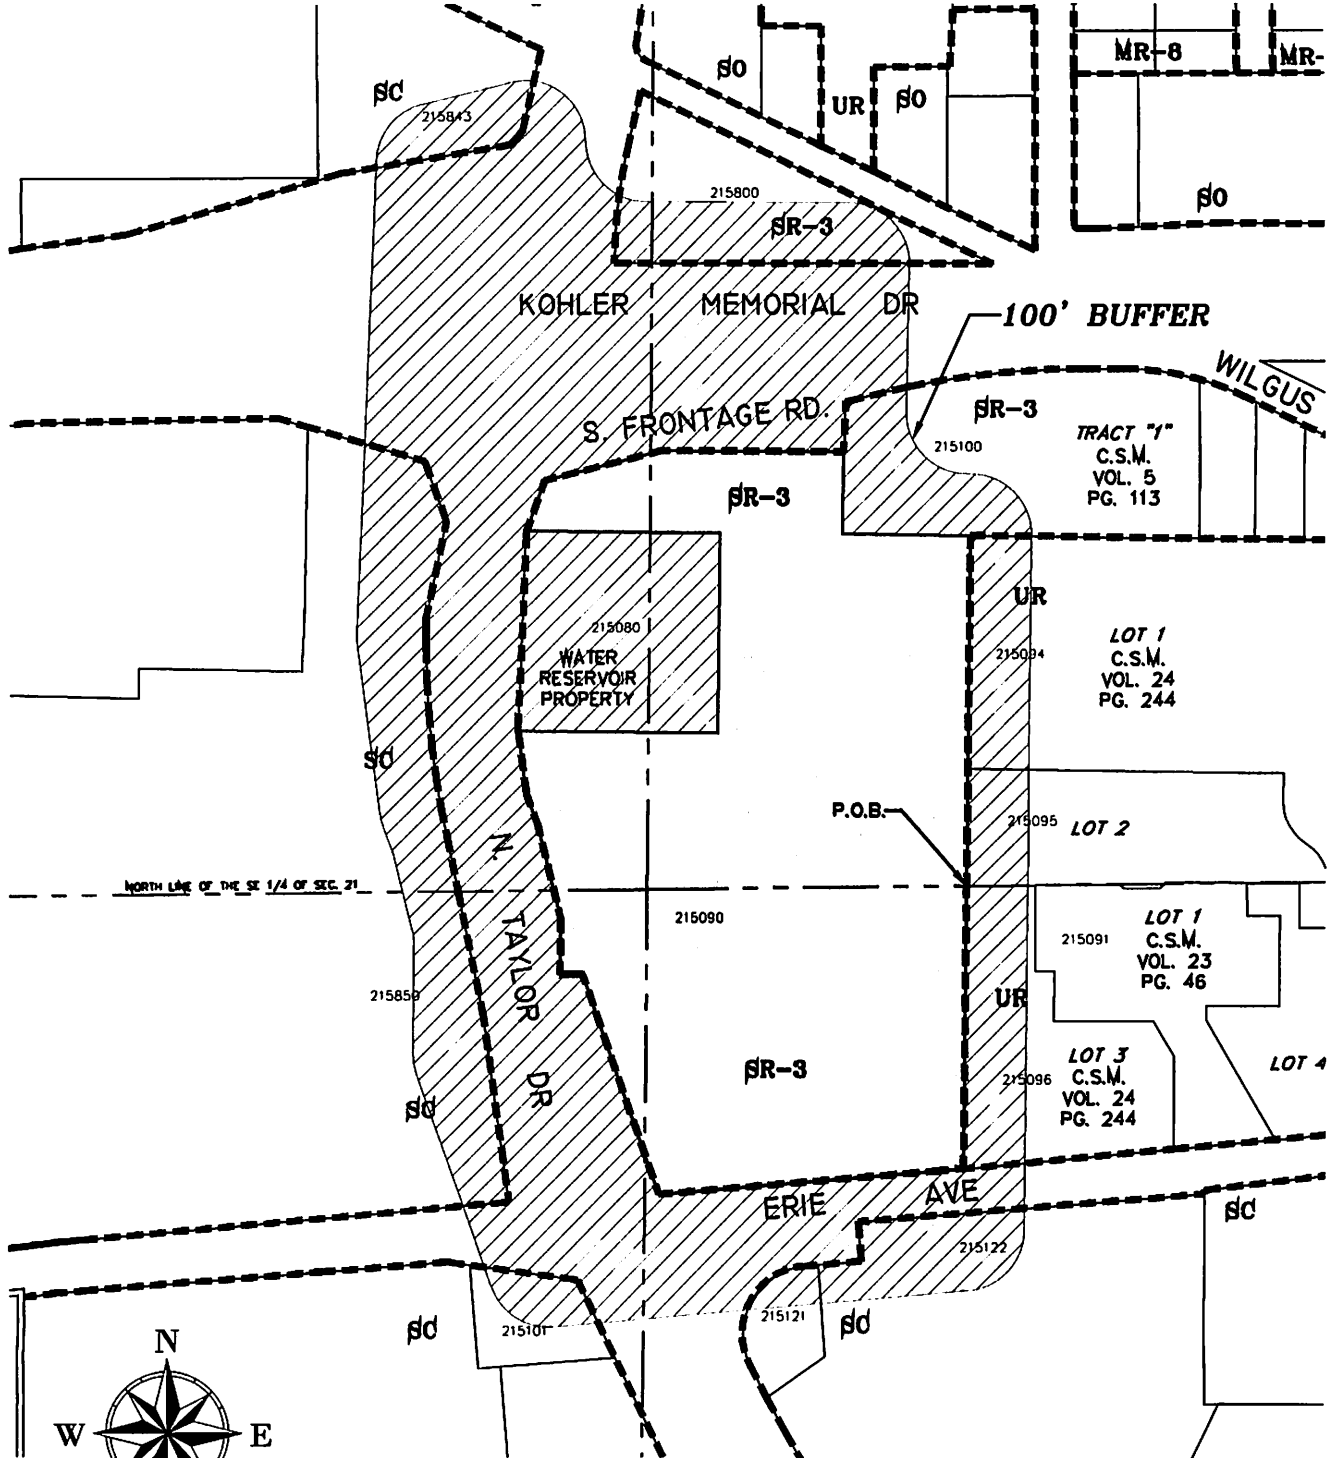 MR-8
MR-
SO
SC
UR
SO
215843
215800
SO
SR-3
KOHLER MEMORIAL DR
100' BUFFER
WILGUS
S. FRONTAGE RD.
SR-3
215100
TRACT "1"
C.S.M.
VOL. 5
PG. 113
SR-3
UR
215080
WATER
RESERVOIR
PROPERTY
215094
LOT 1
C.S.M.
VOL. 24
PG. 244
SC
P.O.B.
215095
LOT 2
N. TAYLOR DR
NORTH LINE OF THE SE 1/4 OF SEC. 21
215090
215091
LOT 1
C.S.M.
VOL. 23
PG. 46
215859
UR
SR-3
215096
LOT 3
C.S.M.
VOL. 24
PG. 244
LOT 4
SC
ERIE AVE
SC
215122
215101
215121
SC
SC
N
W
E